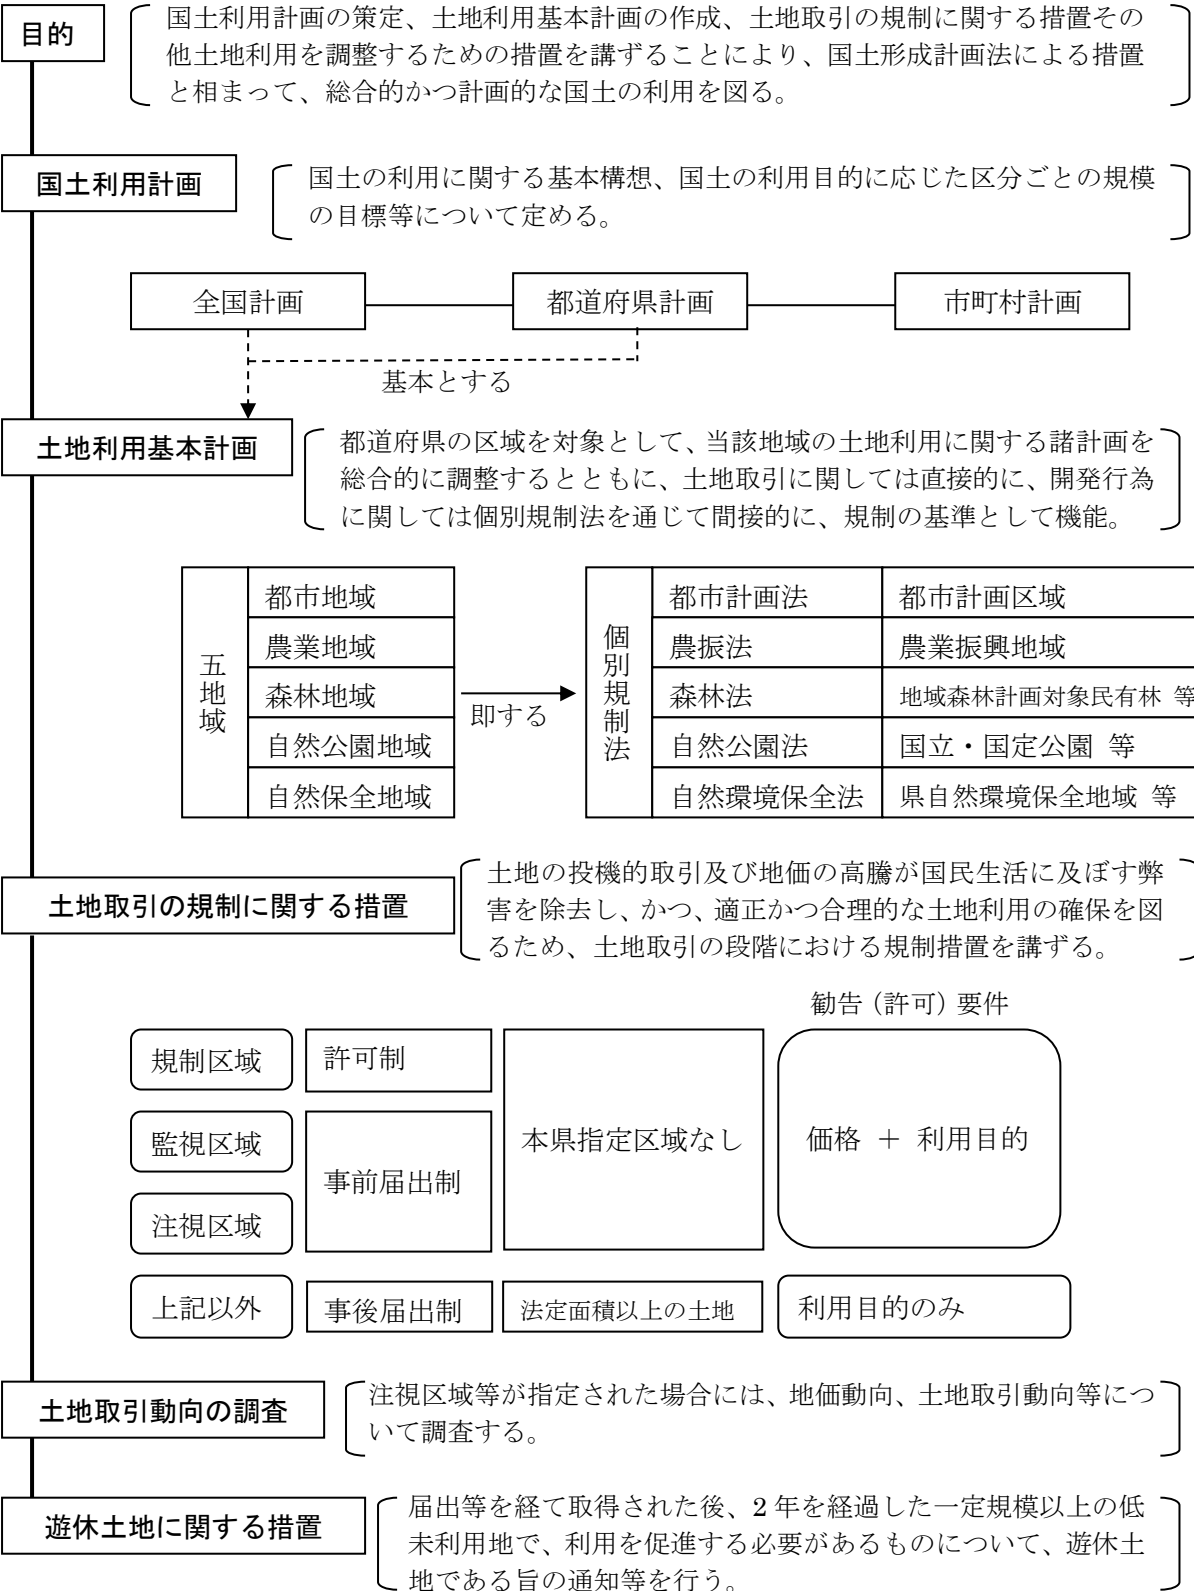 目的
国土利用計画の策定、土地利用基本計画の作成、土地取引の規制に関する措置その
他土地利用を調整するための措置を講ずることにより、国土形成計画法による措置
と相まって、総合的かつ計画的な国土の利用を図る。
国土利用計画
国土の利用に関する基本構想、国土の利用目的に応じた区分ごとの規模
の目標等について定める。
全国計画
都道府県計画
市町村計画
基本とする
土地利用基本計画
都道府県の区域を対象として、当該地域の土地利用に関する諸計画を
総合的に調整するとともに、土地取引に関しては直接的に、開発行為
に関しては個別規制法を通じて間接的に、規制の基準として機能。
五地域
都市地域
農業地域
森林地域
自然公園地域
自然保全地域
即する
個別規制法
都市計画法 都市計画区域
農振法 農業振興地域
森林法 地域森林計画対象民有林 等
自然公園法 国立・国定公園 等
自然環境保全法 県自然環境保全地域 等
土地取引の規制に関する措置
土地の投機的取引及び地価の高騰が国民生活に及ぼす弊
害を除去し、かつ、適正かつ合理的な土地利用の確保を図
るため、土地取引の段階における規制措置を講ずる。
勧告（許可）要件
規制区域 許可制
監視区域
事前届出制
注視区域
本県指定区域なし
価格 ＋ 利用目的
上記以外 事後届出制 法定面積以上の土地 利用目的のみ
土地取引動向の調査
注視区域等が指定された場合には、地価動向、土地取引動向等につ
いて調査する。
遊休土地に関する措置
届出等を経て取得された後、2 年を経過した一定規模以上の低
未利用地で、利用を促進する必要があるものについて、遊休土
地である旨の通知等を行う。